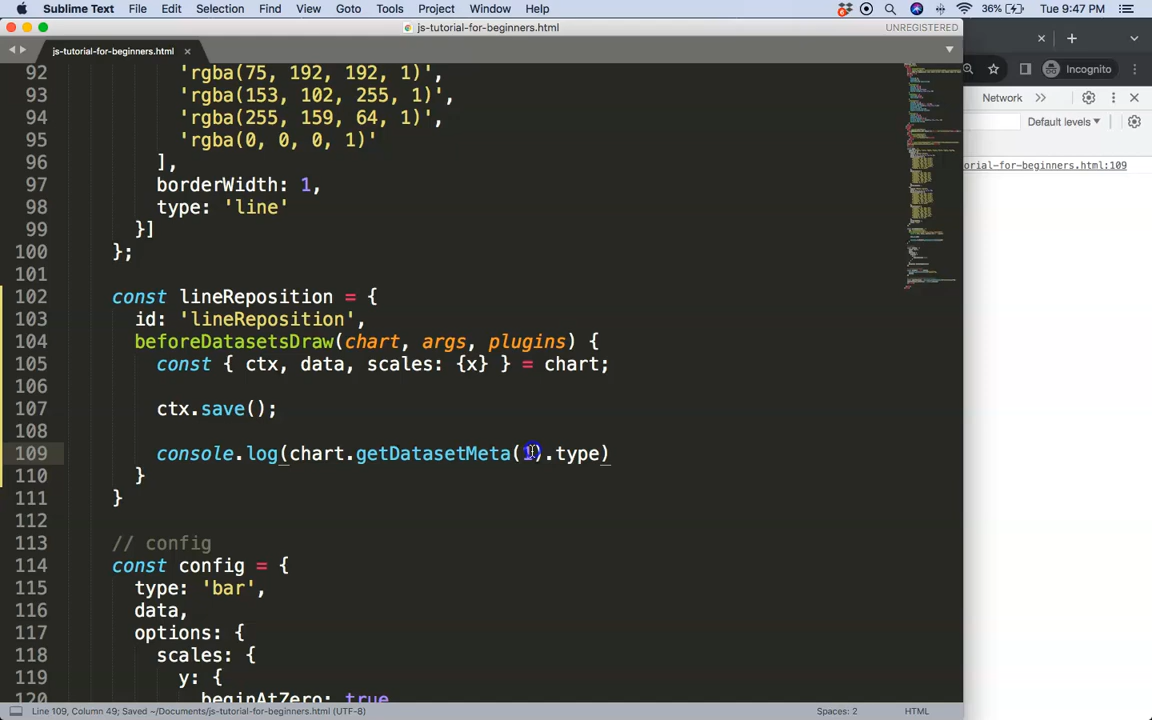 Sublime Text File Edit Selection Find View Goto Tools Project Window Help 36% Tue 9:47 PM
js-tutorial-for-beginners.html UNREGISTERED
js-tutorial-for-beginners.html ×
Incognito
Network
Default levels
orial-for-beginners.html:109
92 'rgba(75, 192, 192, 1)',
93 'rgba(153, 102, 255, 1)',
94 'rgba(255, 159, 64, 1)',
95 'rgba(0, 0, 0, 1)'
96 ],
97 borderWidth: 1,
98 type: 'line'
99 }]
100 };
101
102 const lineReposition = {
103 id: 'lineReposition',
104 beforeDatasetsDraw(chart, args, plugins) {
105 const { ctx, data, scales: {x} } = chart;
106
107 ctx.save();
108
109 console.log(chart.getDatasetMeta(1).type)
110 }
111 }
112
113 // config
114 const config = {
115 type: 'bar',
116 data,
117 options: {
118 scales: {
119 y: {
120 beginAtZero: true
Line 109, Column 49; Saved ~/Documents/js-tutorial-for-beginners.html (UTF-8) Spaces: 2 HTML